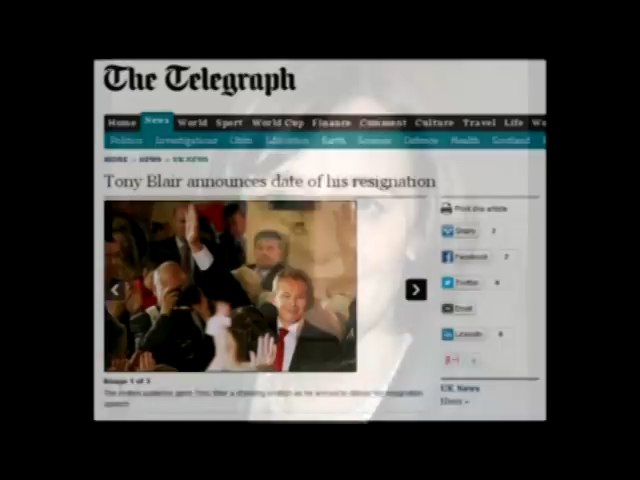 The Telegraph
Home News World Sport World Cup Finance Comment Culture Travel Life
Politics Investigations Obits Education Earth Science Defence Health Scotland
HOME » NEWS » UK NEWS
Tony Blair announces date of his resignation
Print this article
Share
Facebook
Twitter
Email
LinkedIn
Image 1 of 3
UK News
News »